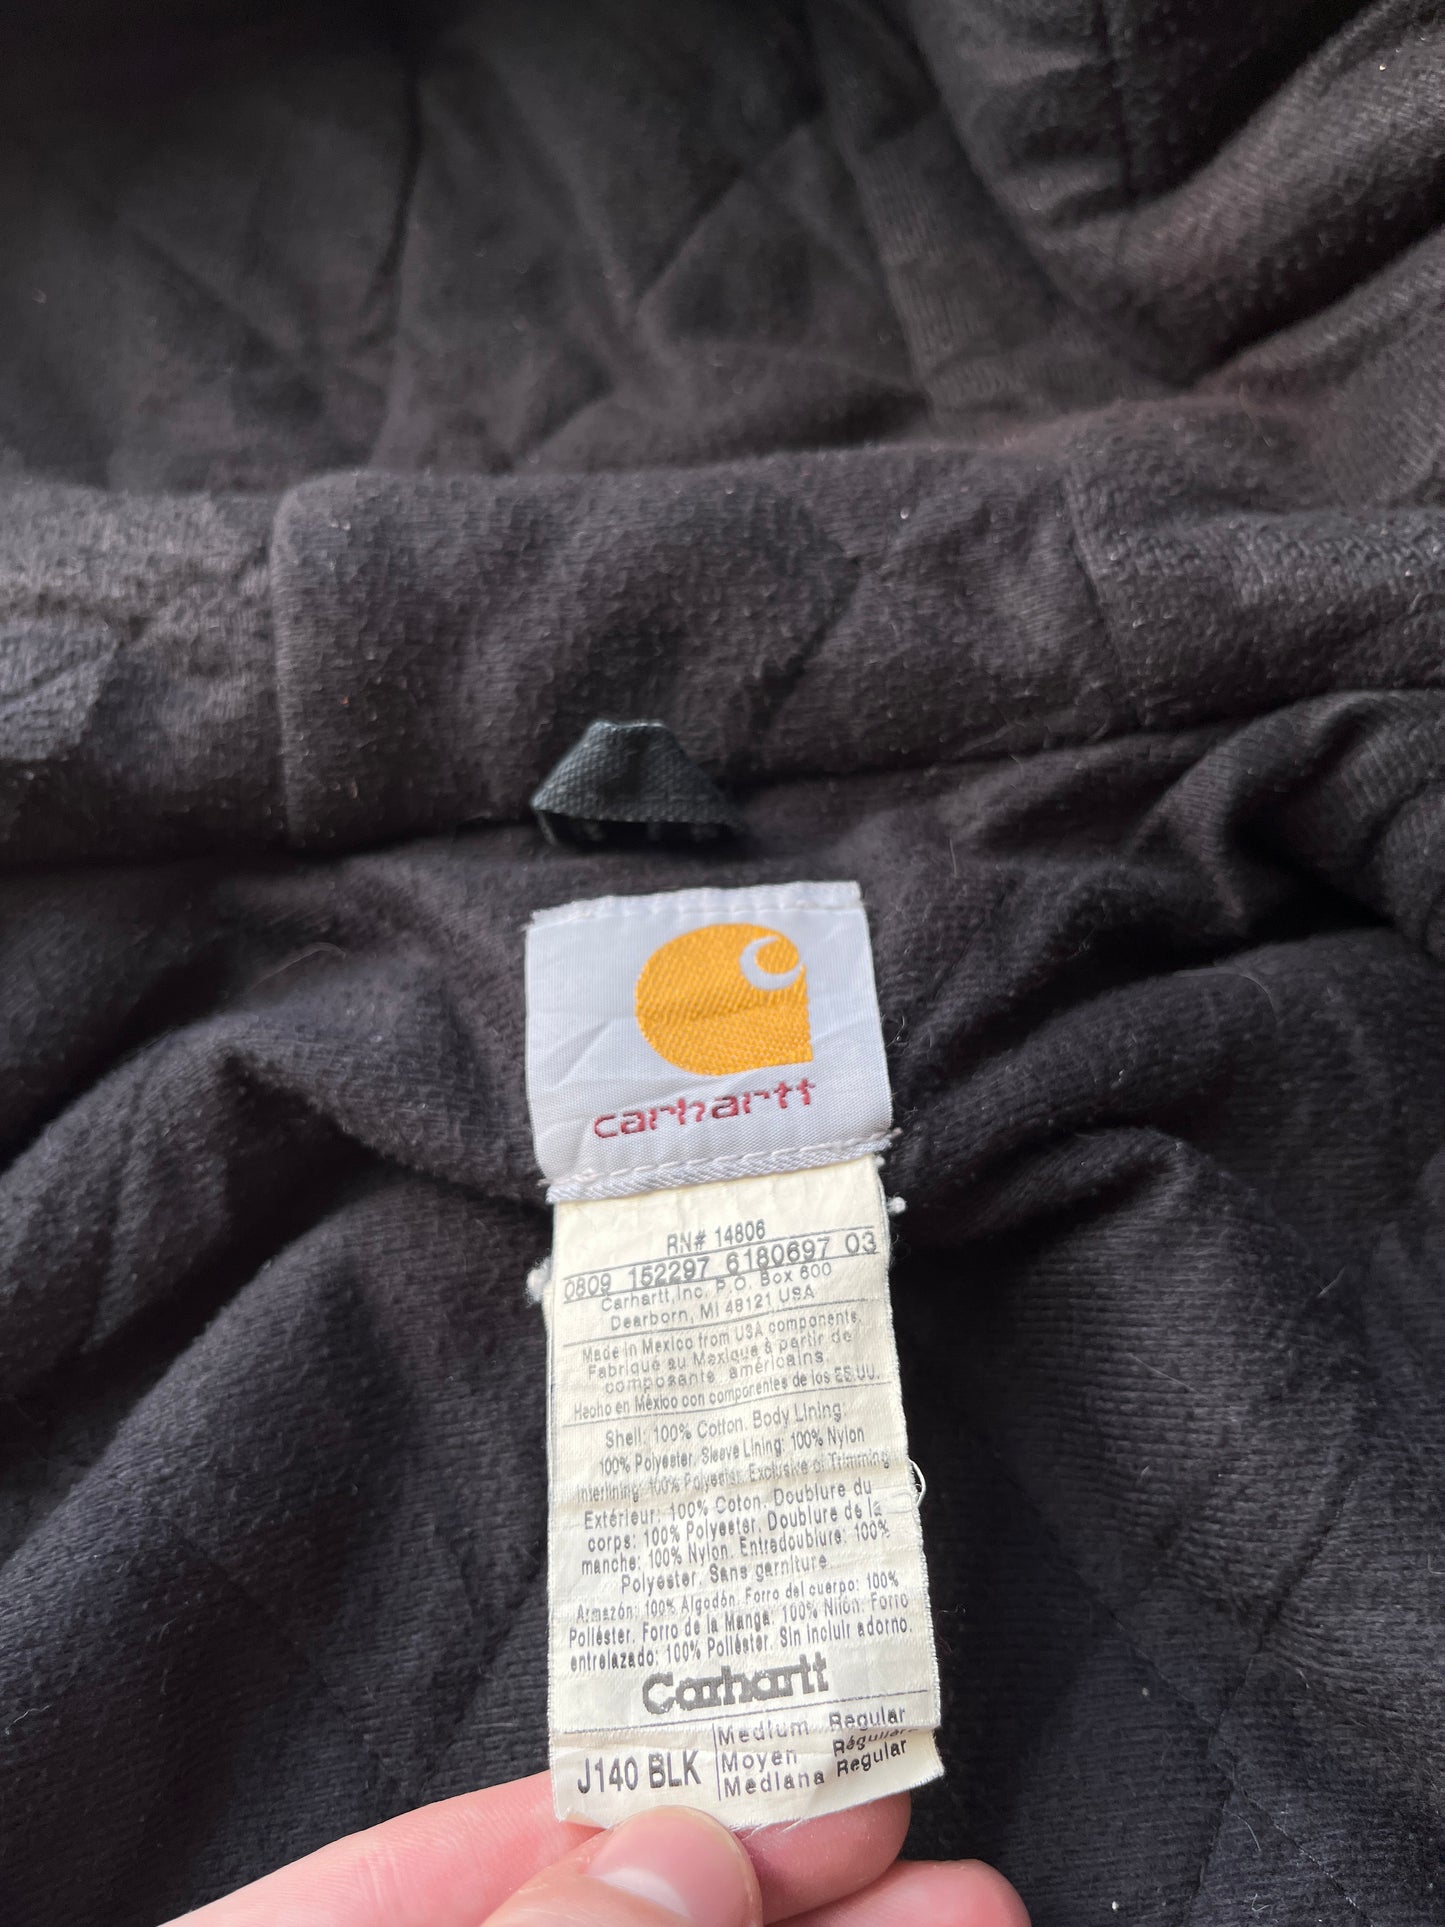 carhartt
RN# 14806
0809 152297 6180697 03
Carhartt, Inc. P.O. Box 600
Dearborn, MI 48121 USA
Made in Mexico from USA components
Fabriqué au Mexique à partir de
composants américains.
Hecho en México con componentes de los EE.UU.
Shell: 100% Cotton. Body Lining:
100% Polyester. Sleeve Lining: 100% Nylon
Interlining: 100% Polyester. Exclusive of Trimming
Extérieur: 100% Coton. Doublure du
corps: 100% Polyester. Doublure de la
manche: 100% Nylon. Entredoublure: 100%
Polyester. Sans garniture
Armazón: 100% Algodón. Forro del cuerpo: 100%
Poliéster. Forro de la Manga: 100% Nilón. Forro
entrelazado: 100% Poliéster. Sin incluir adorno.
Carhartt
J140 BLK
Medium Regular
Moyen Régulier
Mediana Regular